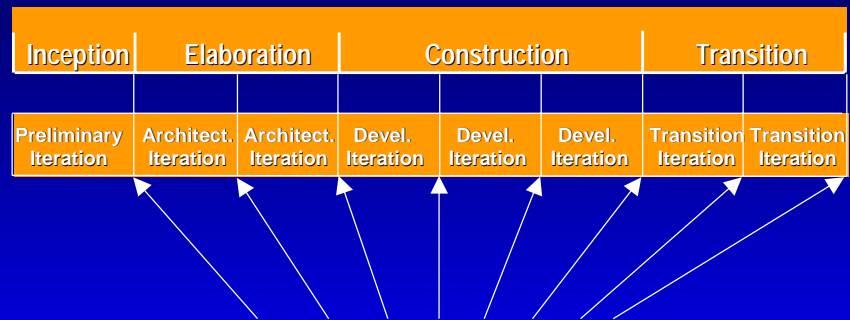 Inception Elaboration Construction Transition
Preliminary Architect. Architect. Devel. Devel. Devel. Transition Transition
Iteration Iteration Iteration Iteration Iteration Iteration Iteration Iteration